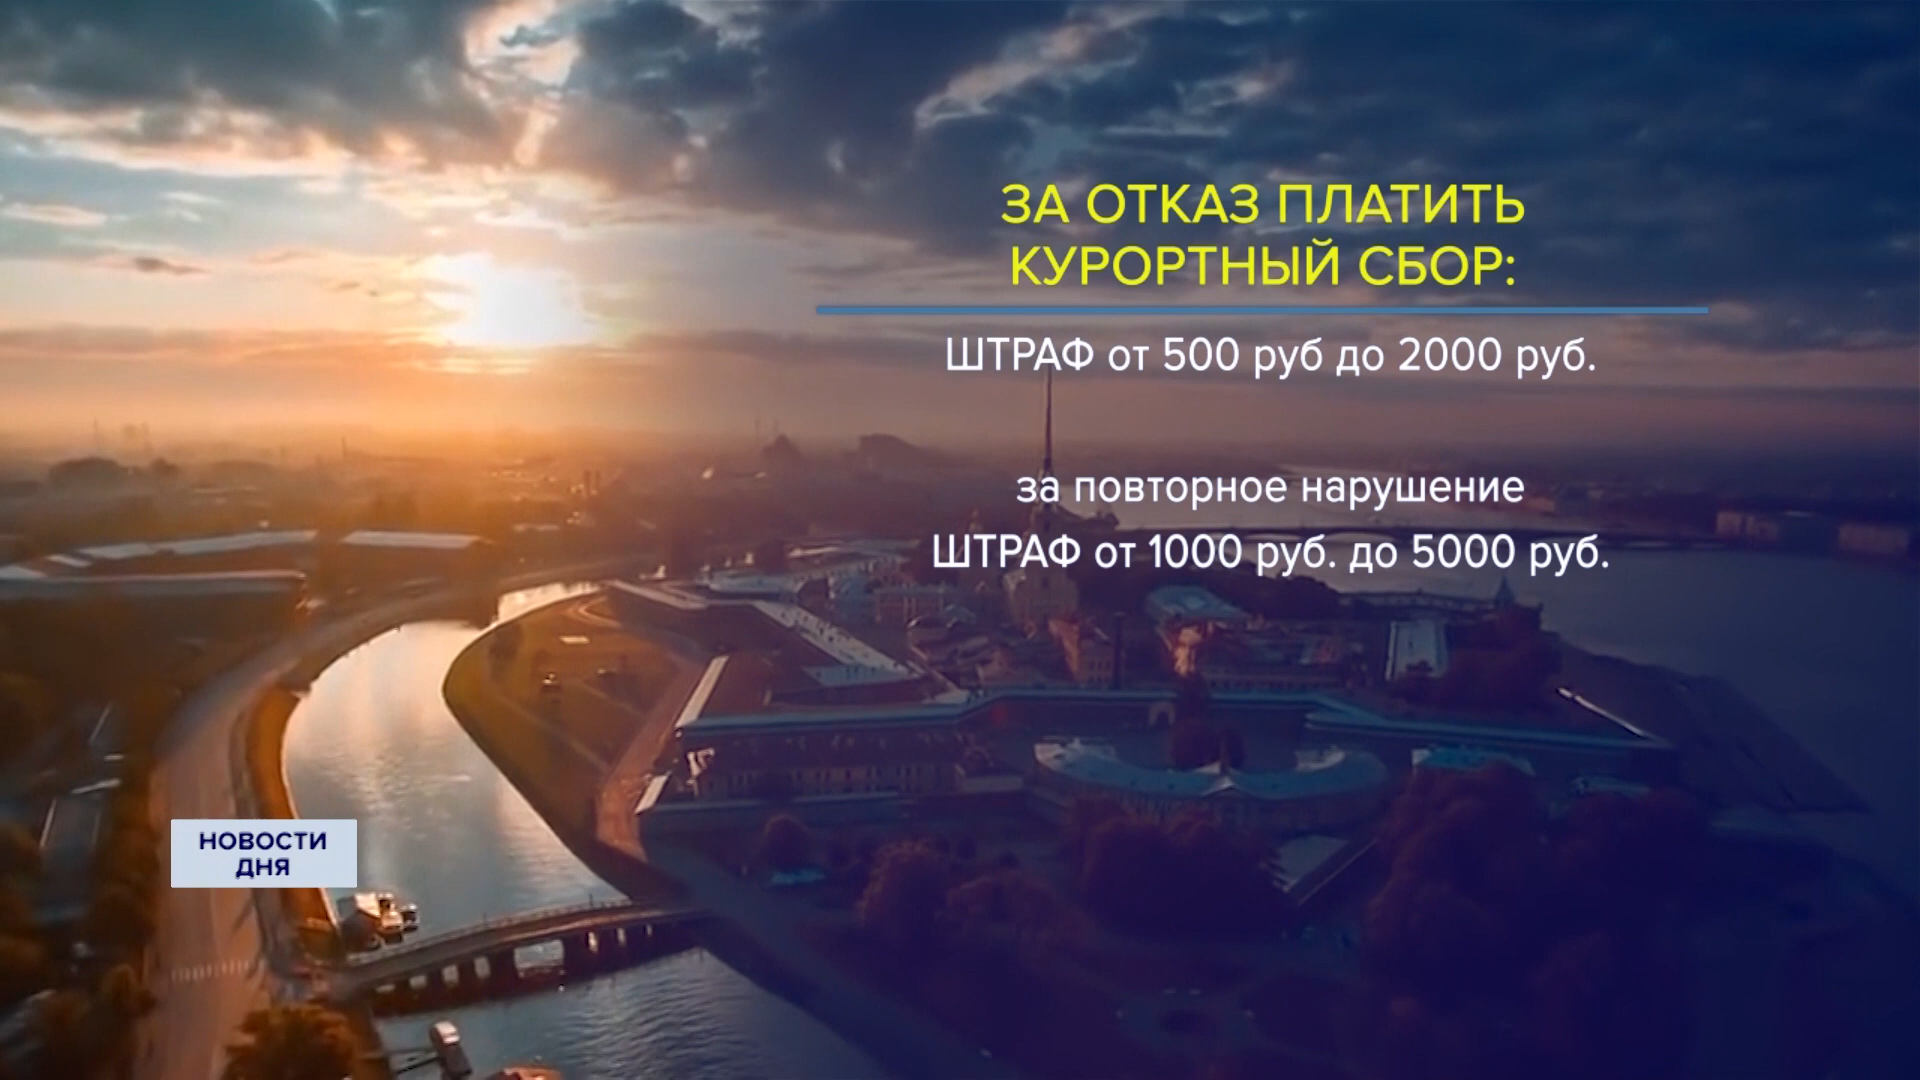 ЗА ОТКАЗ ПЛАТИТЬ
КУРОРТНЫЙ СБОР:
ШТРАФ от 500 руб до 2000 руб.
за повторное нарушение
ШТРАФ от 1000 руб. до 5000 руб.
НОВОСТИ
ДНЯ